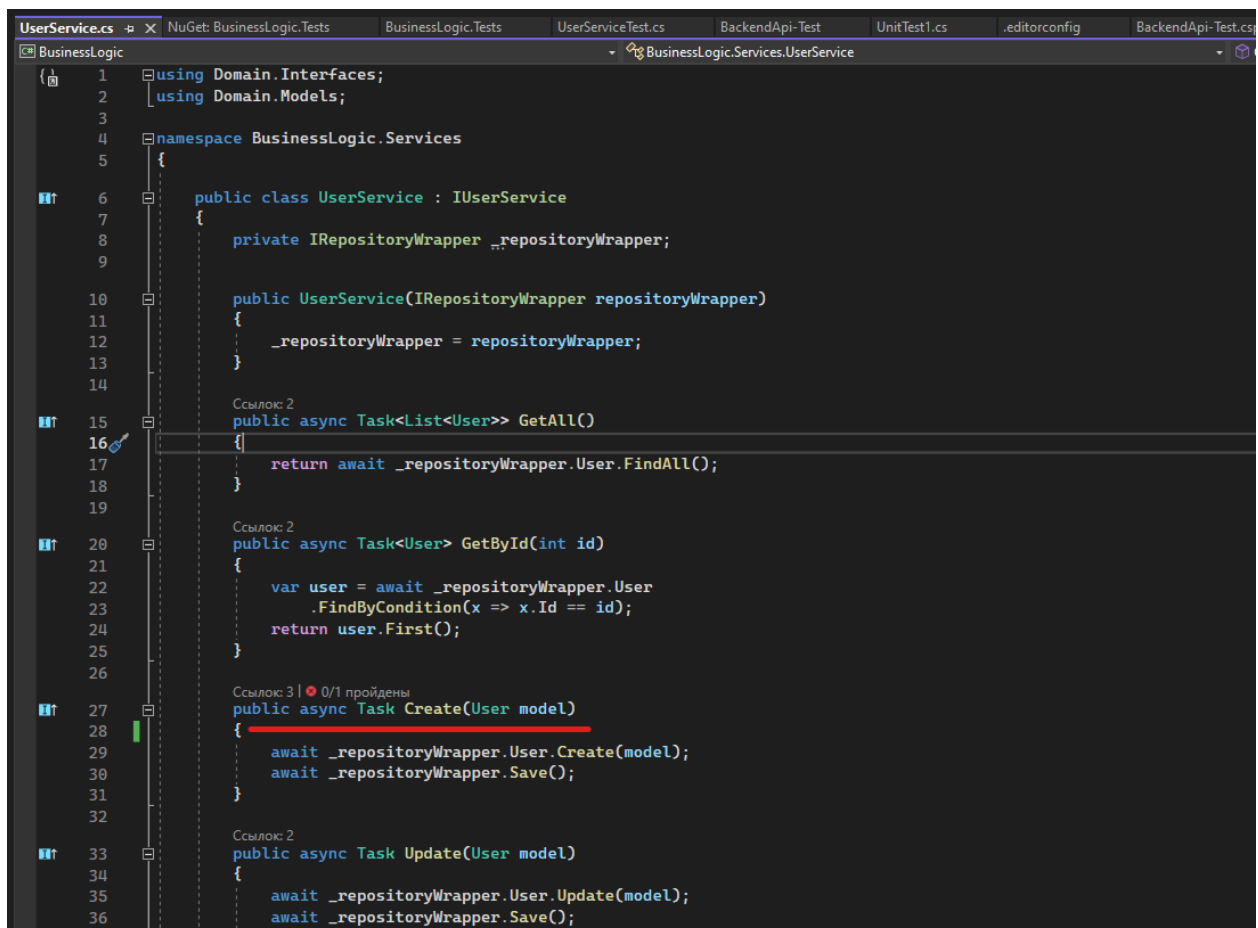 UserService.cs NuGet: BusinessLogic.Tests BusinessLogic.Tests UserServiceTest.cs BackendApi-Test UnitTest1.cs .editorconfig BackendApi-Test.csp
BusinessLogic BusinessLogic.Services.UserService
1 using Domain.Interfaces;
2 using Domain.Models;
3
4 namespace BusinessLogic.Services
5 {
6 public class UserService : IUserService
7 {
8 private IRepositoryWrapper _repositoryWrapper;
9
10 public UserService(IRepositoryWrapper repositoryWrapper)
11 {
12 _repositoryWrapper = repositoryWrapper;
13 }
14
Ссылок: 2
15 public async Task<List<User>> GetAll()
16 {
17 return await _repositoryWrapper.User.FindAll();
18 }
19
Ссылок: 2
20 public async Task<User> GetById(int id)
21 {
22 var user = await _repositoryWrapper.User
23 .FindByCondition(x => x.Id == id);
24 return user.First();
25 }
26
Ссылок: 3 | 0/1 пройдены
27 public async Task Create(User model)
28 {
29 await _repositoryWrapper.User.Create(model);
30 await _repositoryWrapper.Save();
31 }
32
Ссылок: 2
33 public async Task Update(User model)
34 {
35 await _repositoryWrapper.User.Update(model);
36 await _repositoryWrapper.Save();